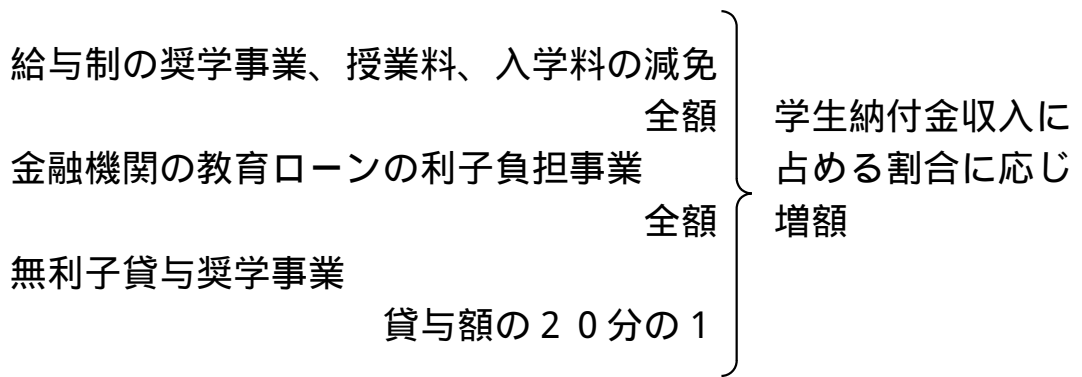 給与制の奨学事業、授業料、入学料の減免
全額
金融機関の教育ローンの利子負担事業
全額
無利子貸与奨学事業
貸与額の２０分の１
学生納付金収入に
占める割合に応じ
増額